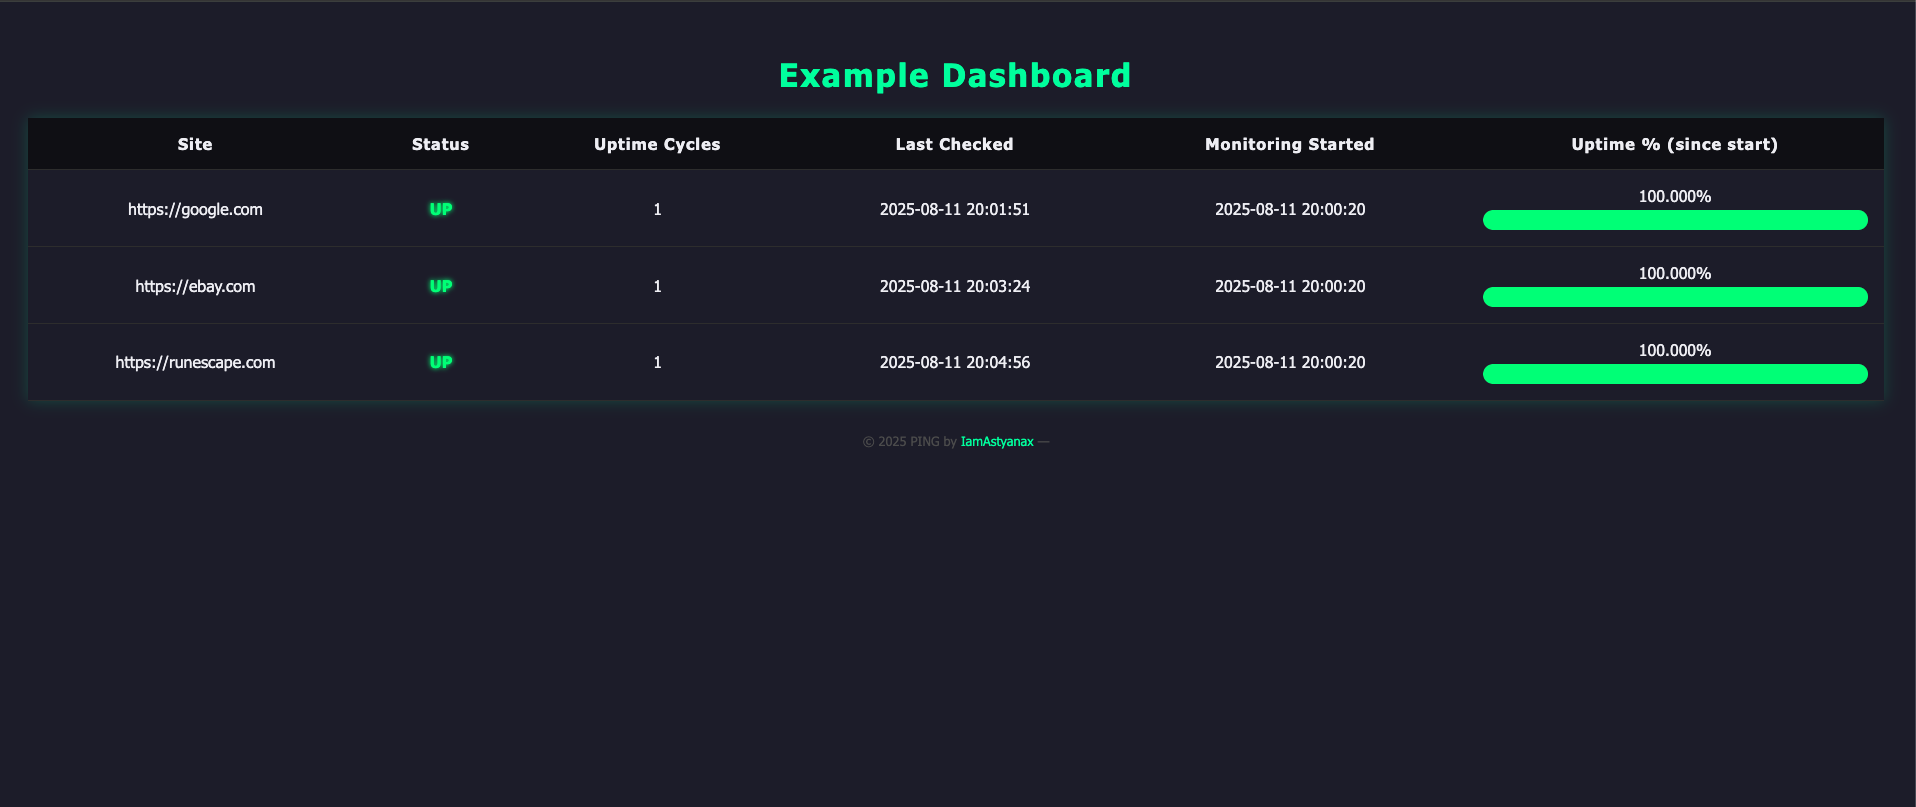 Example Dashboard
Site Status Uptime Cycles Last Checked Monitoring Started Uptime % (since start)
https://google.com UP 1 2025-08-11 20:01:51 2025-08-11 20:00:20 100.000%
https://ebay.com UP 1 2025-08-11 20:03:24 2025-08-11 20:00:20 100.000%
https://runescape.com UP 1 2025-08-11 20:04:56 2025-08-11 20:00:20 100.000%
© 2025 PING by IamAstyanax —